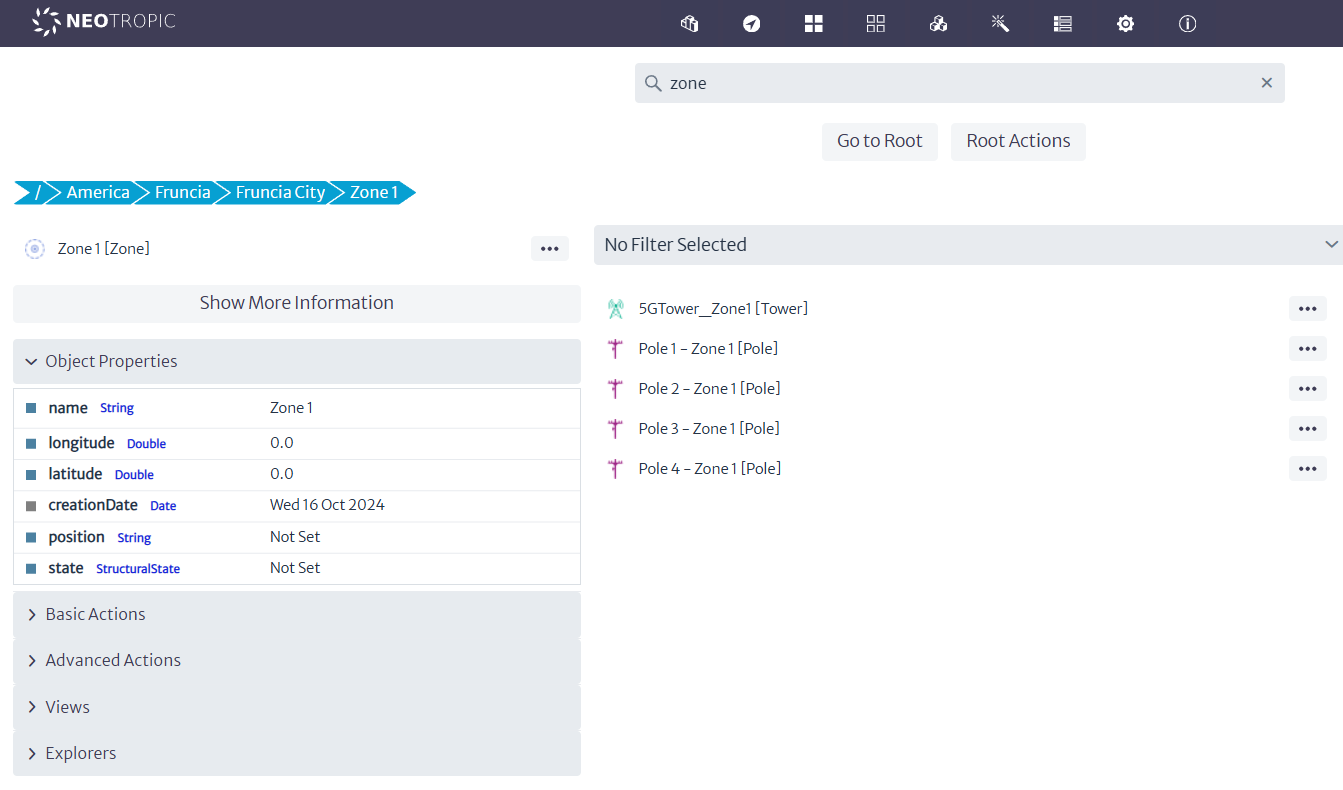 NEOTROPIC
zone
Go to Root
Root Actions
/ America Fruncia Fruncia City Zone 1
Zone 1 [Zone]
Show More Information
Object Properties
name String Zone 1
longitude Double 0.0
latitude Double 0.0
creationDate Date Wed 16 Oct 2024
position String Not Set
state StructuralState Not Set
Basic Actions
Advanced Actions
Views
Explorers
No Filter Selected
5GTower_Zone1 [Tower]
Pole 1 - Zone 1 [Pole]
Pole 2 - Zone 1 [Pole]
Pole 3 - Zone 1 [Pole]
Pole 4 - Zone 1 [Pole]